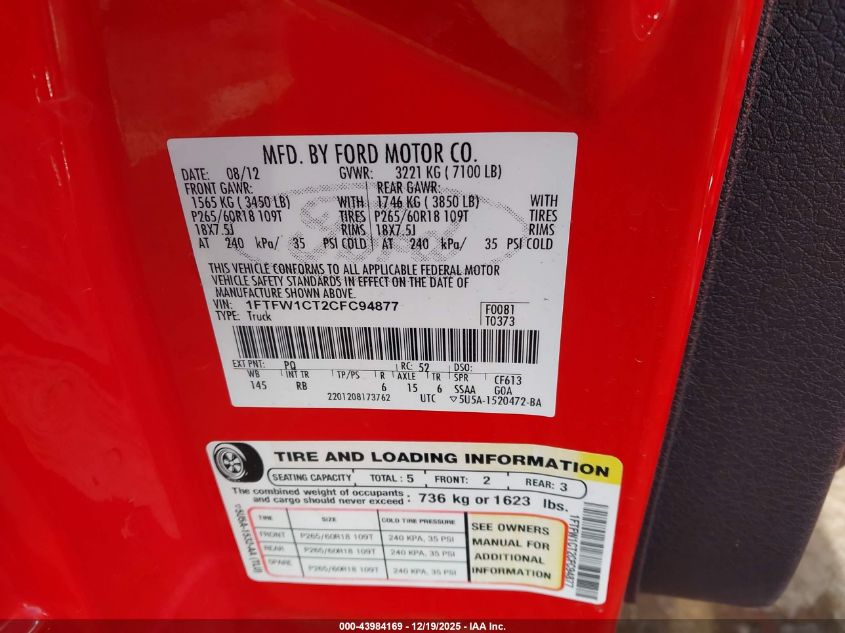 MFD. BY FORD MOTOR CO.
DATE: 08/12 GVWR: 3221 KG ( 7100 LB)
FRONT GAWR: REAR GAWR:
1565 KG ( 3450 LB) WITH 1746 KG ( 3850 LB) WITH
P265/60R18 109T TIRES P265/60R18 109T TIRES
18X7.5J RIMS 18X7.5J RIMS
AT 240 kPa/ 35 PSI COLD AT 240 kPa/ 35 PSI COLD
THIS VEHICLE CONFORMS TO ALL APPLICABLE FEDERAL MOTOR
VEHICLE SAFETY STANDARDS IN EFFECT ON THE DATE OF
MANUFACTURE SHOWN ABOVE.
VIN: 1FTFW1CT2CFC94877 F0081
TYPE: Truck T0373
EXT PNT: PQ RC: 52 DSO:
WB INT TR TP/PS R AXLE TR SPR CF613
145 RB 6 15 6 SSAA GOA
2201208173762 UTC ▽5U5A-1520472-BA
TIRE AND LOADING INFORMATION
SEATING CAPACITY TOTAL : 5 FRONT: 2 REAR: 3
The combined weight of occupants
and cargo should never exceed : 736 kg or 1623 lbs.
TIRE SIZE COLD TIRE PRESSURE
FRONT P265/60R18 109T 240 KPA, 35 PSI
REAR P265/60R18 109T 240 KPA, 35 PSI
SPARE P265/60R18 109T 240 KPA, 35 PSI
SEE OWNERS
MANUAL FOR
ADDITIONAL
INFORMATION
1FTFW1CT2CFC94877
000-43984169 - 12/19/2025 - IAA Inc.